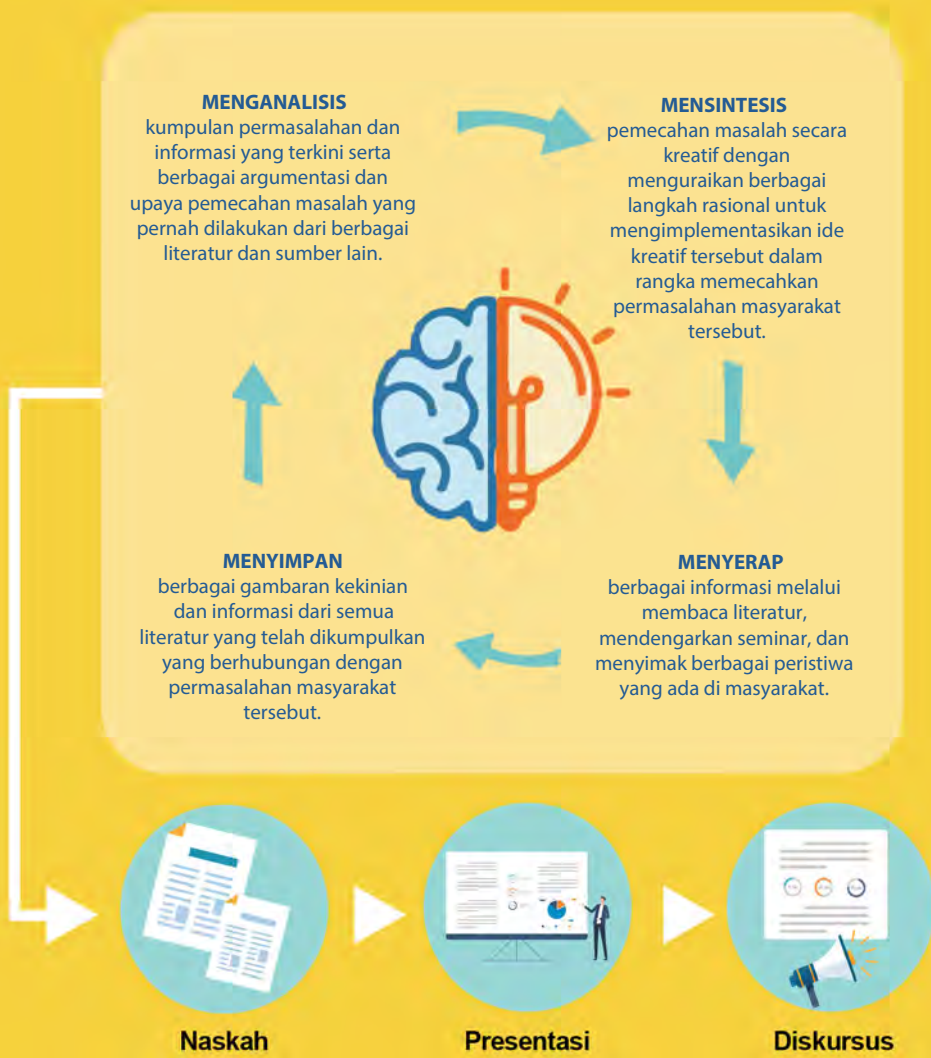 MENGANALISIS
kumpulan permasalahan dan
informasi yang terkini serta
berbagai argumentasi dan
upaya pemecahan masalah yang
pernah dilakukan dari berbagai
literatur dan sumber lain.
MENSINTESIS
pemecahan masalah secara
kreatif dengan
menguraikan berbagai
langkah rasional untuk
mengimplementasikan ide
kreatif tersebut dalam
rangka memecahkan
permasalahan masyarakat
tersebut.
MENYIMPAN
berbagai gambaran kekinian
dan informasi dari semua
literatur yang telah dikumpulkan
yang berhubungan dengan
permasalahan masyarakat
tersebut.
MENYERAP
berbagai informasi melalui
membaca literatur,
mendengarkan seminar, dan
menyimak berbagai peristiwa
yang ada di masyarakat.
Naskah
Presentasi
Diskursus